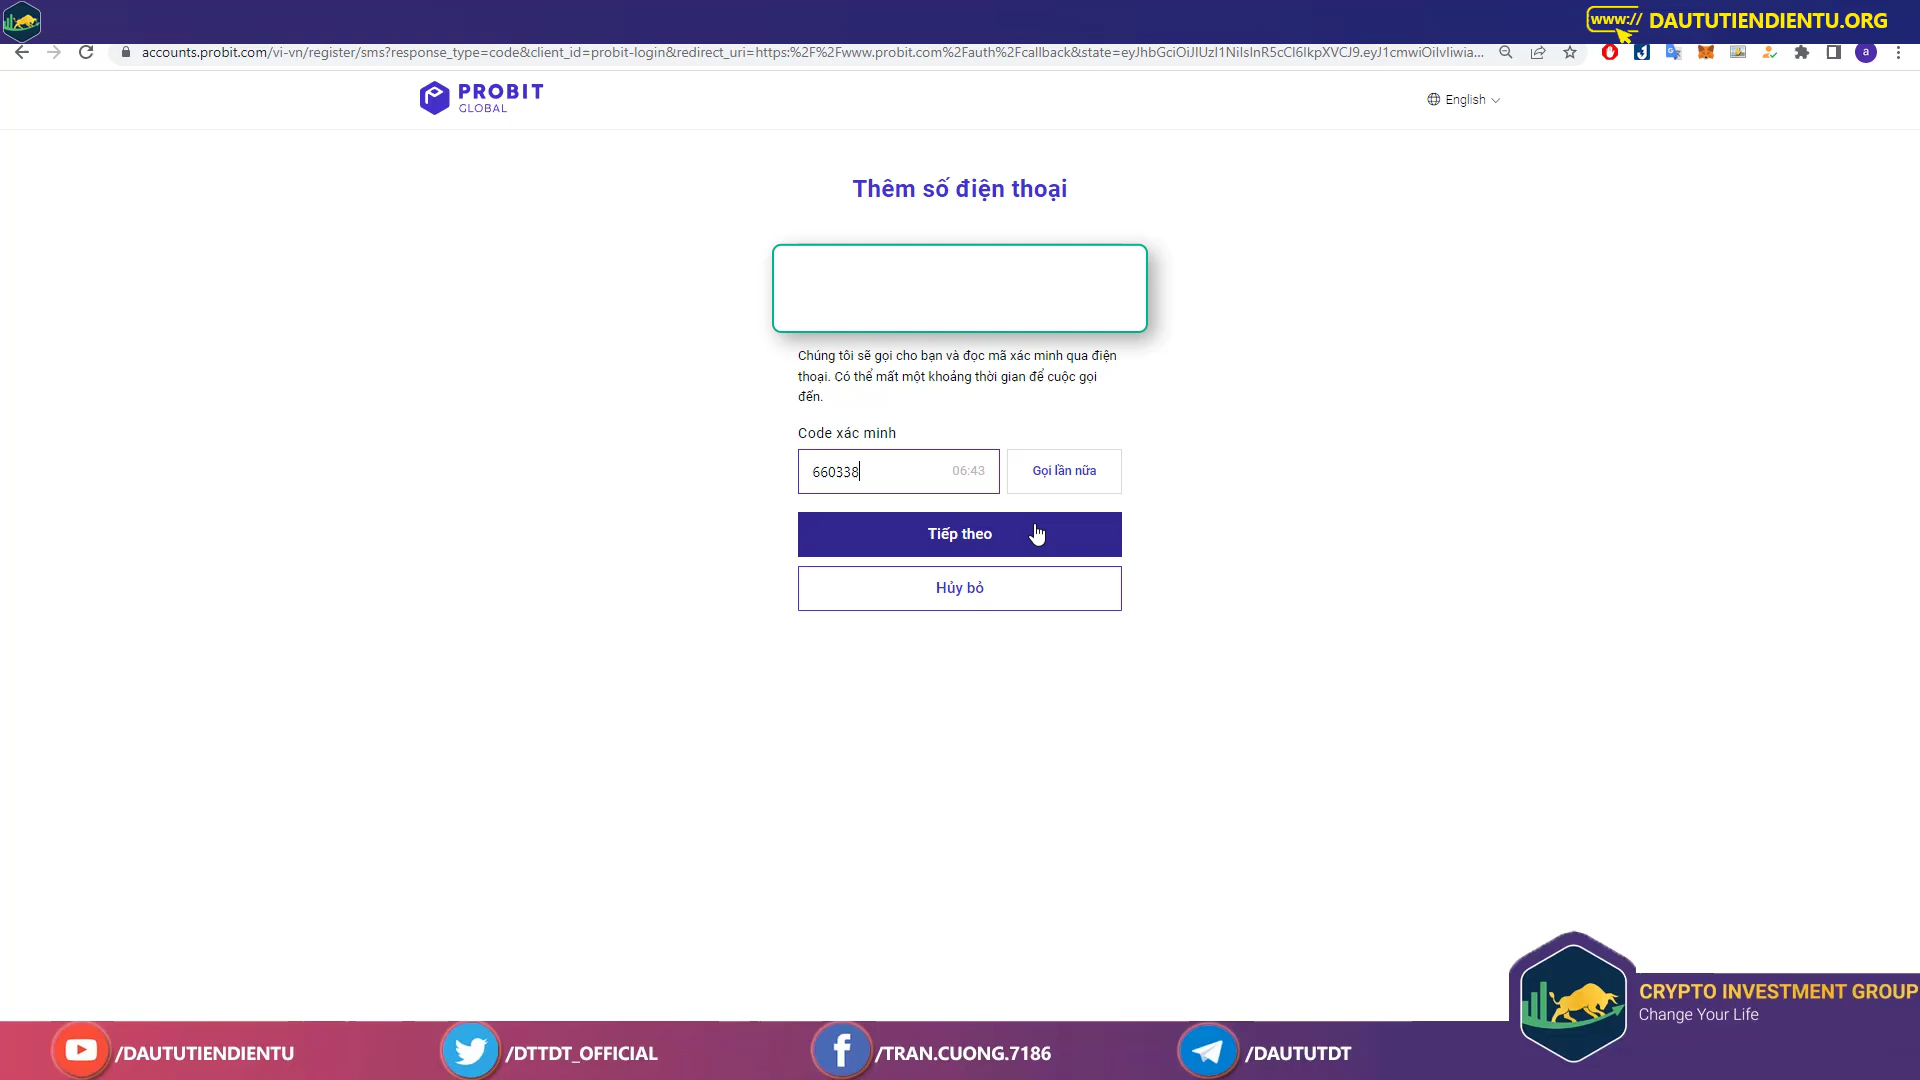 www:// DAUTUTIENDIENTU.ORG
accounts.probit.com/vi-vn/register/sms?response_type=code&client_id=probit-login&redirect_uri=https:%2F%2Fwww.probit.com%2Fauth%2Fcallback&state=eyJhbGciOiJIUzI1NiIsInR5cCI6IkpXVCJ9.eyJ1cmwiOiIvIiwia...
a
PROBIT
GLOBAL
English
Thêm số điện thoại
Chúng tôi sẽ gọi cho bạn và đọc mã xác minh qua điện
thoại. Có thể mất một khoảng thời gian để cuộc gọi
đến.
Code xác minh
660338 06:43 Gọi lần nữa
Tiếp theo
Hủy bỏ
CRYPTO INVESTMENT GROUP
Change Your Life
/DAUTUTIENDIENTU /DTTDT_OFFICIAL /TRAN.CUONG.7186 /DAUTUTDT